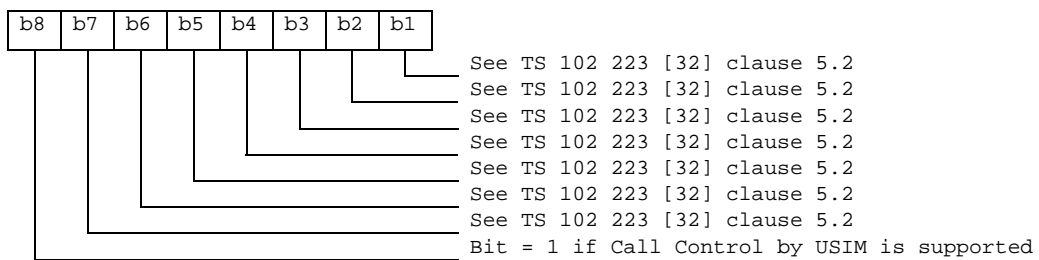 b8 b7 b6 b5 b4 b3 b2 b1
See TS 102 223 [32] clause 5.2
See TS 102 223 [32] clause 5.2
See TS 102 223 [32] clause 5.2
See TS 102 223 [32] clause 5.2
See TS 102 223 [32] clause 5.2
See TS 102 223 [32] clause 5.2
See TS 102 223 [32] clause 5.2
Bit = 1 if Call Control by USIM is supported